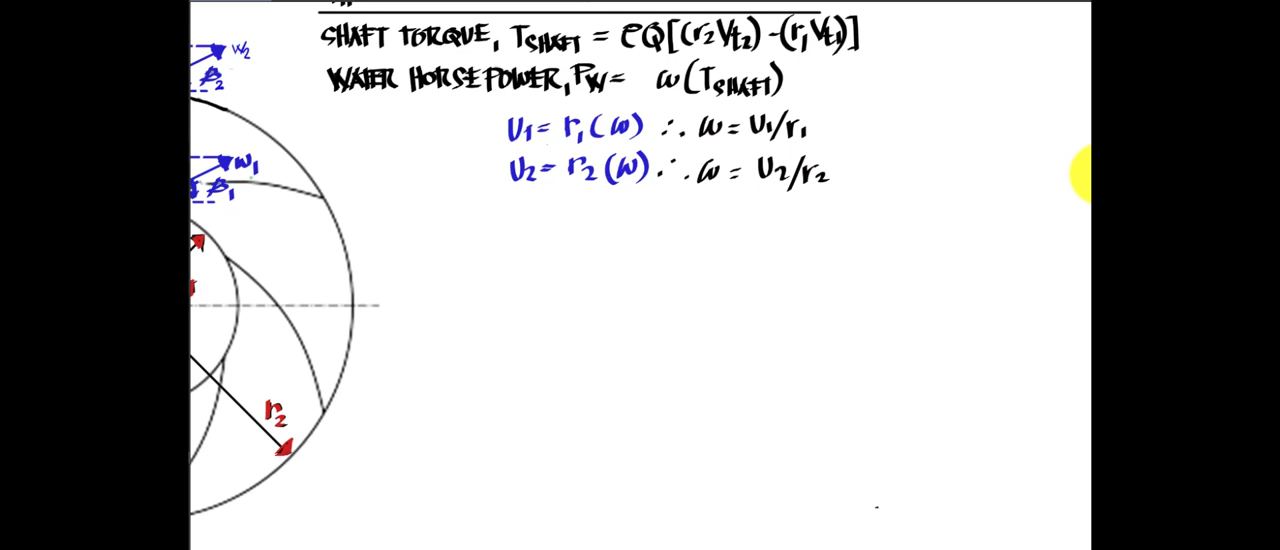 SHAFT TORQUE, TSHAFT = ρQ[(r2Vt2)-(r1Vt1)]
W2
β2
WATER HORSEPOWER, PW = ω(TSHAFT)
U1 = r1(ω) ∴ ω = U1/r1
W1
β1
U2 = r2(ω) ∴ ω = U2/r2
r2